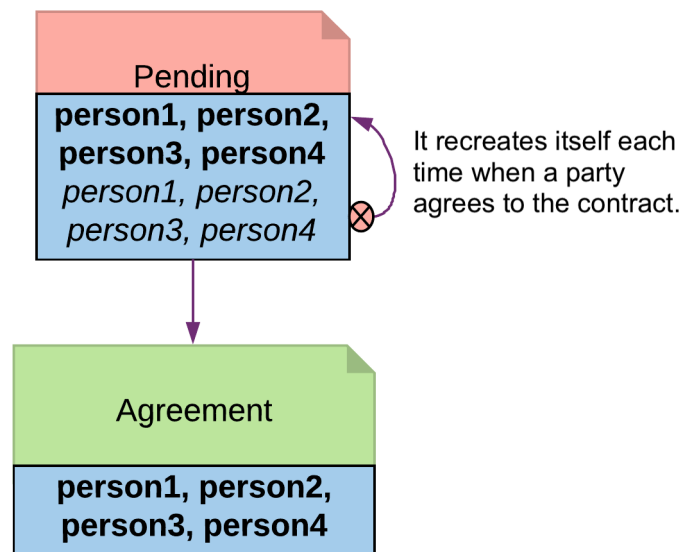 Pending
person1, person2,
person3, person4
person1, person2,
person3, person4
It recreates itself each
time when a party
agrees to the contract.
Agreement
person1, person2,
person3, person4